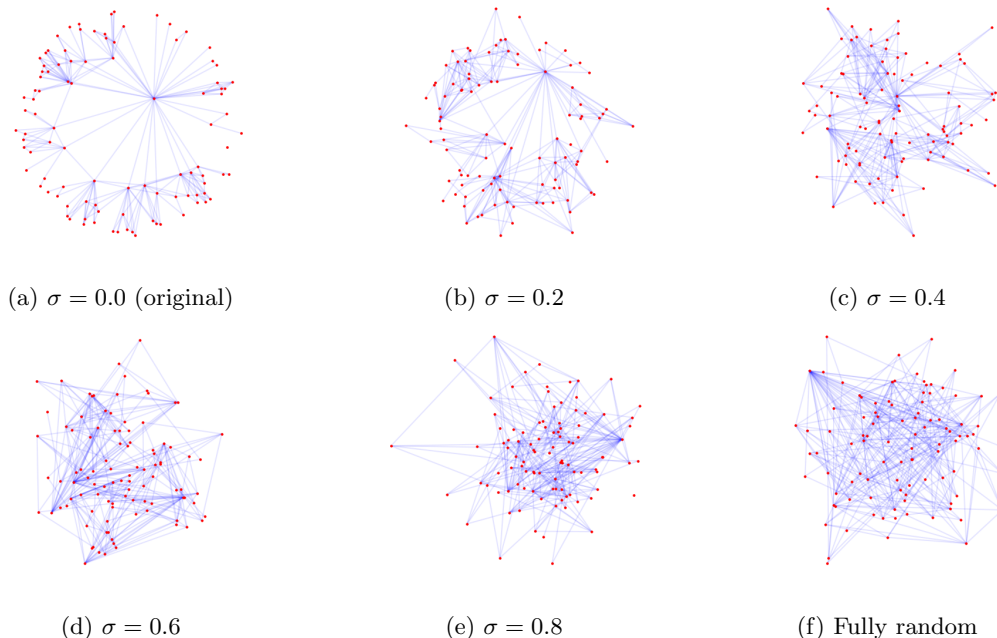 (a) σ = 0.0 (original)
(b) σ = 0.2
(c) σ = 0.4
(d) σ = 0.6
(e) σ = 0.8
(f) Fully random